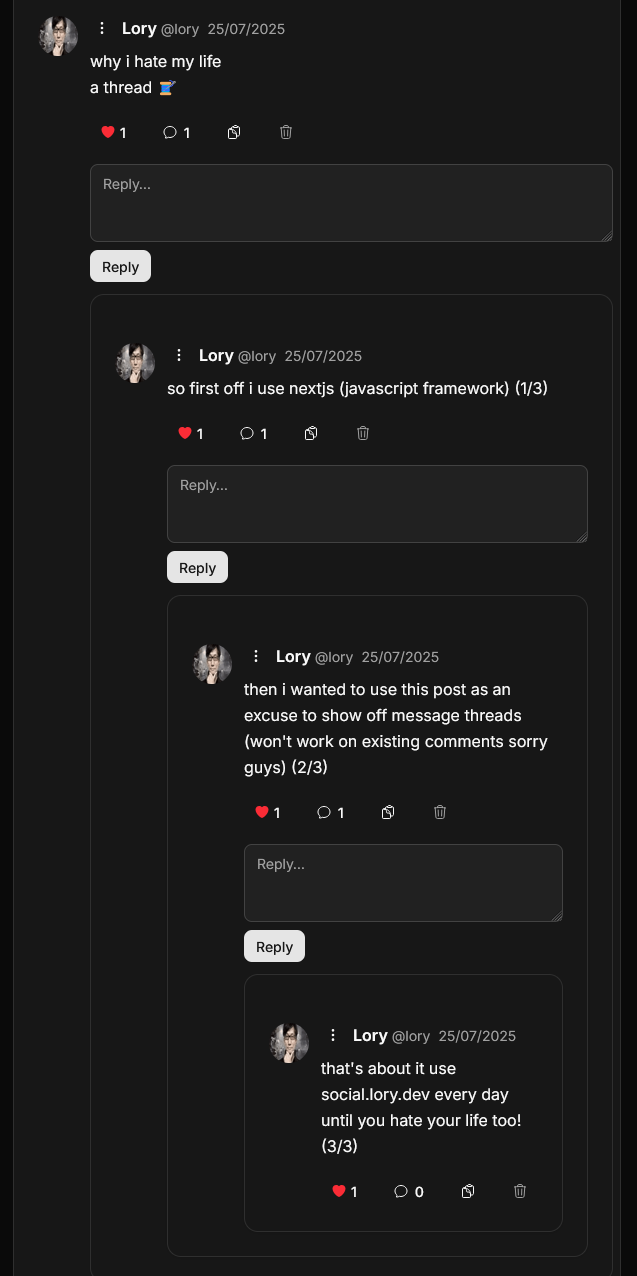 Lory @lory 25/07/2025
why i hate my life
a thread 🧵
1 1
Reply...
Reply
Lory @lory 25/07/2025
so first off i use nextjs (javascript framework) (1/3)
1 1
Reply...
Reply
Lory @lory 25/07/2025
then i wanted to use this post as an
excuse to show off message threads
(won't work on existing comments sorry
guys) (2/3)
1 1
Reply...
Reply
Lory @lory 25/07/2025
that's about it use
social.lory.dev every day
until you hate your life too!
(3/3)
1 0